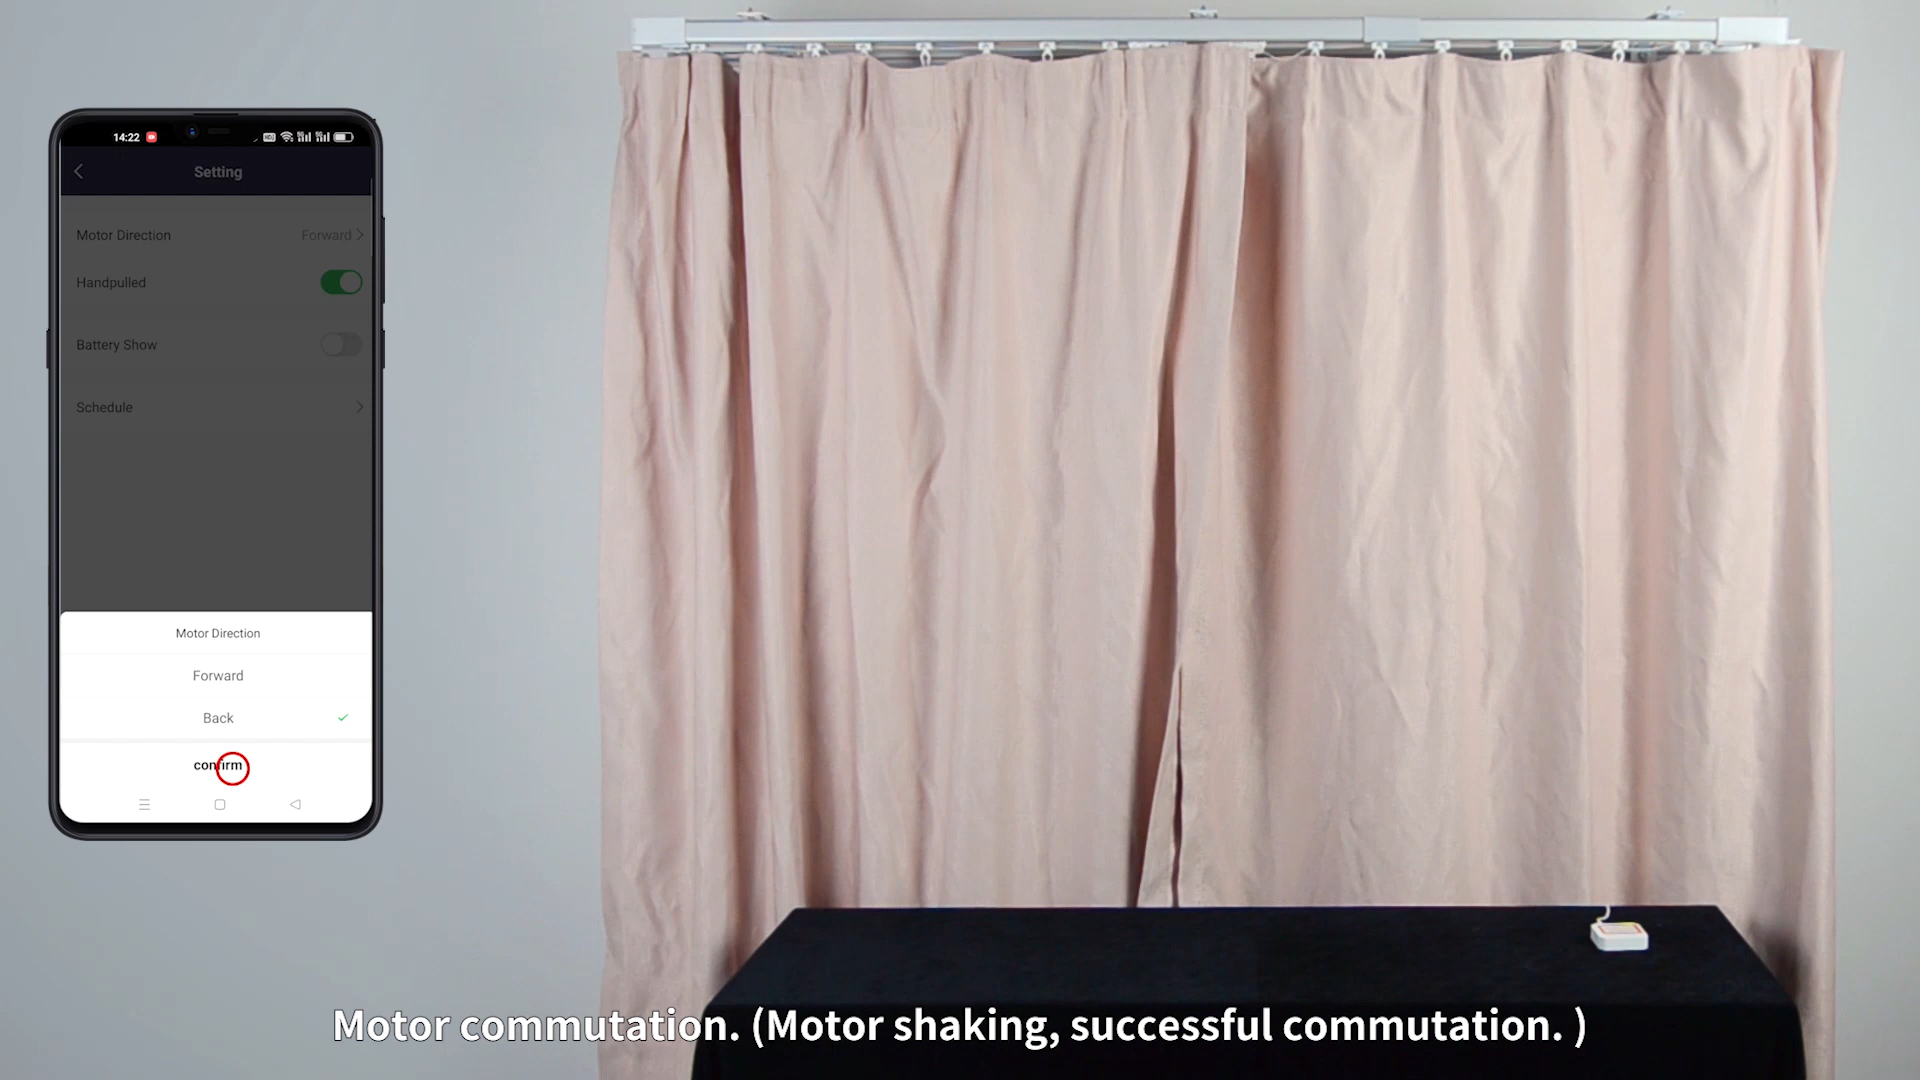 14:22
Setting
Motor Direction Forward
Handpulled
Battery Show
Schedule
Motor Direction
Forward
Back
confirm
Motor commutation. (Motor shaking, successful commutation. )